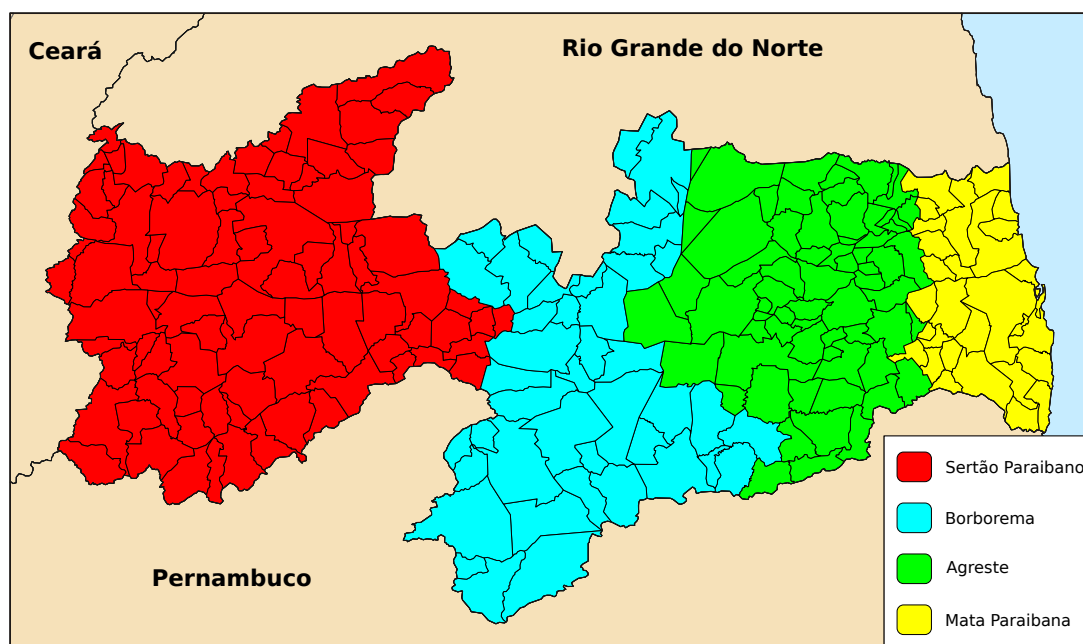 Ceará
Rio Grande do Norte
Pernambuco
Sertão Paraibano
Borborema
Agreste
Mata Paraibana